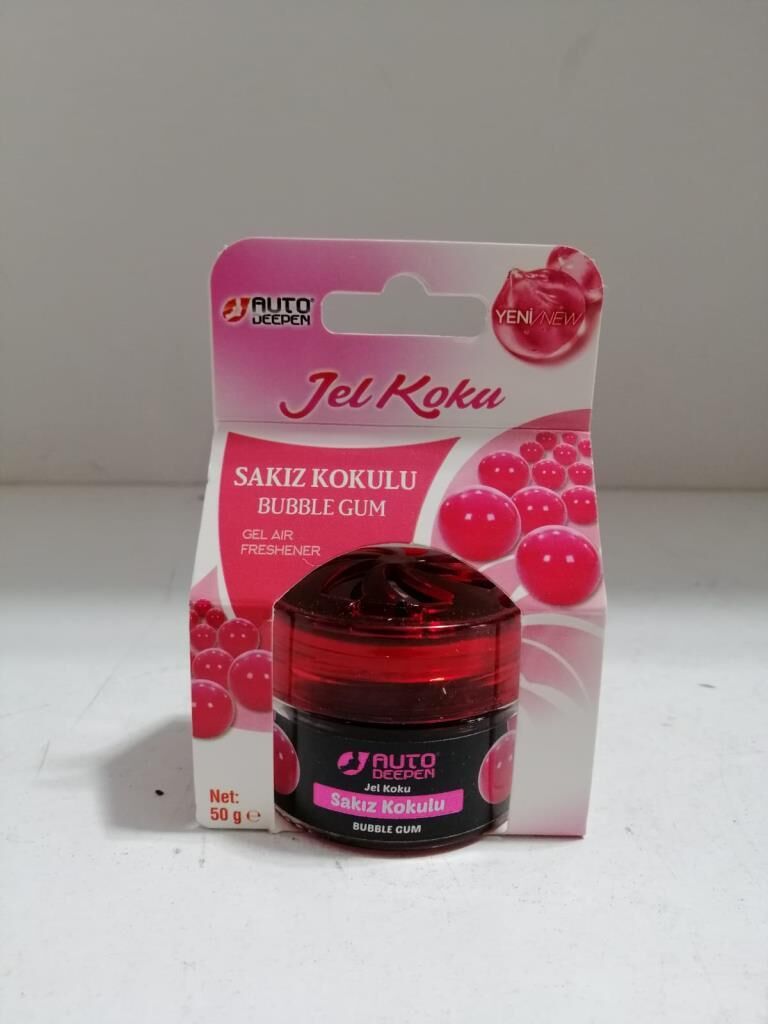 AUTO
DEEPEN
YENİ/NEW
Jel Koku
SAKIZ KOKULU
BUBBLE GUM
GEL AIR
FRESHENER
AUTO
DEEPEN
Jel Koku
Sakız Kokulu
BUBBLE GUM
Net:
50 g ℮